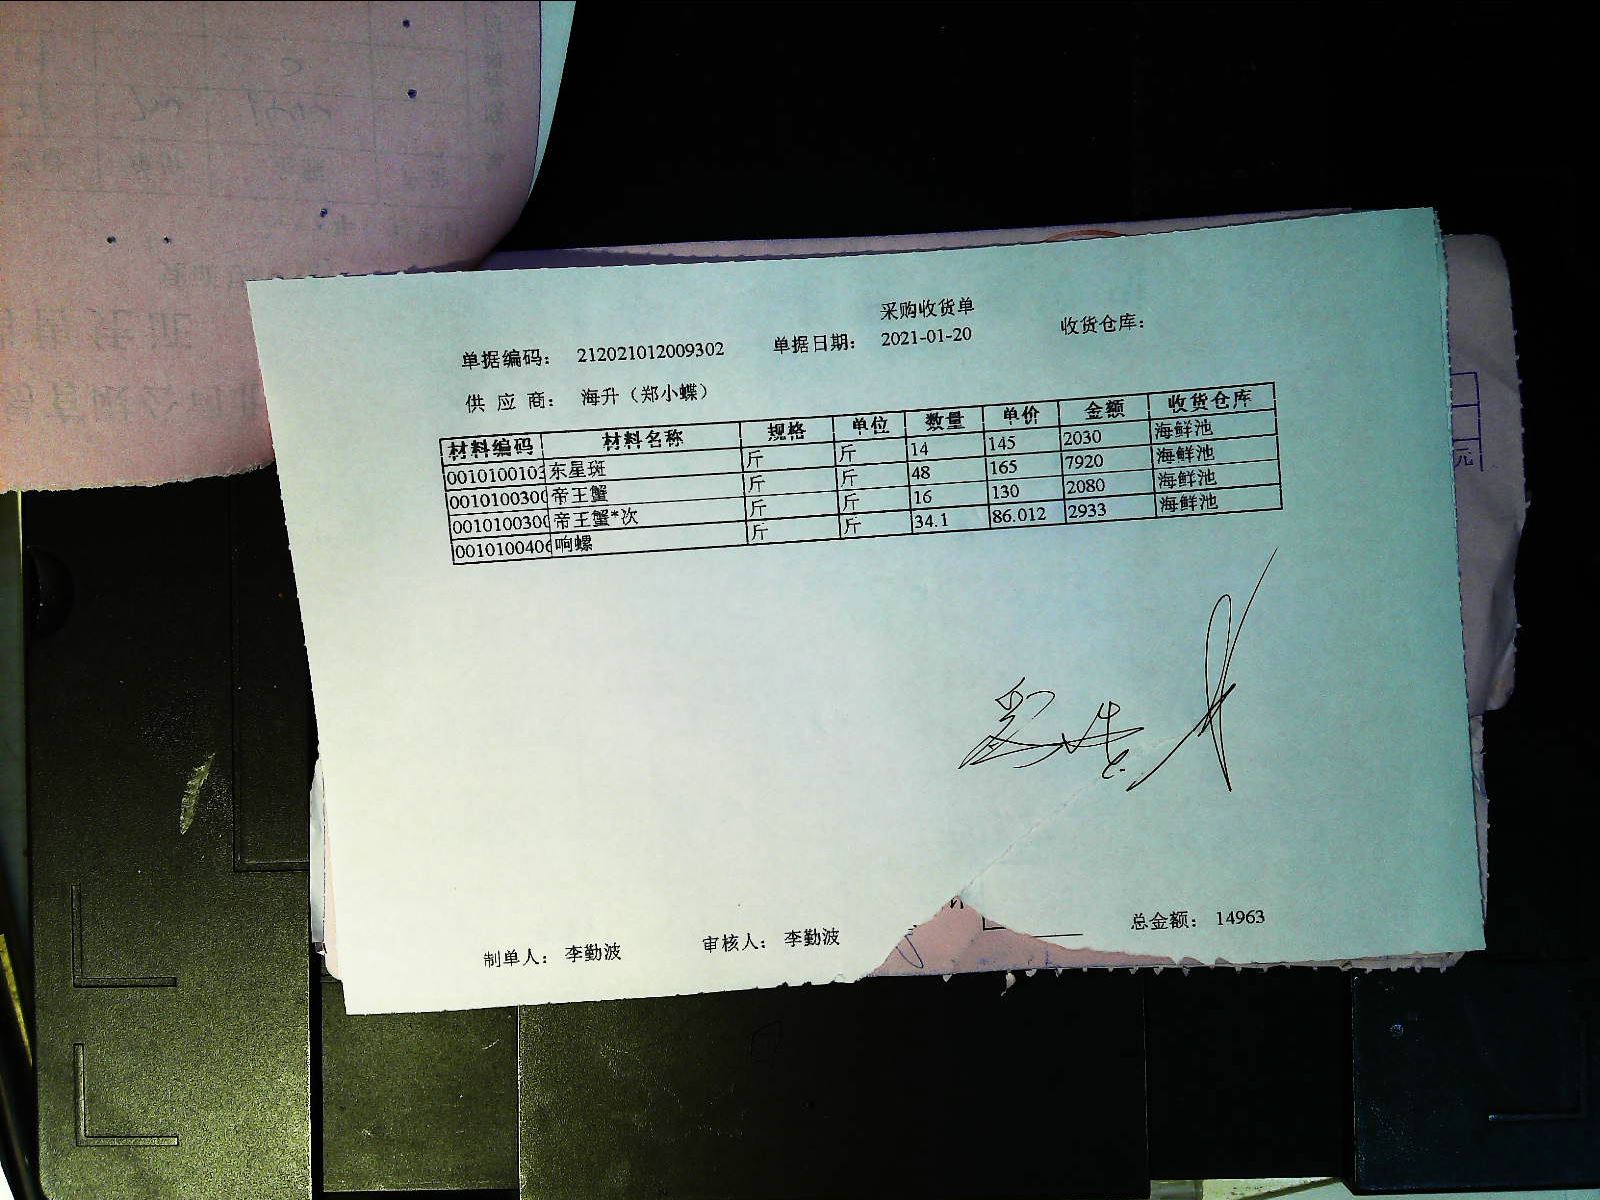 采购收货单
单据编码： 212021012009302 单据日期： 2021-01-20 收货仓库：
供 应 商： 海升（郑小蝶）
材料编码 材料名称 规格 单位 数量 单价 金额 收货仓库
0010100103 东星斑 斤 斤 14 145 2030 海鲜池
0010100300 帝王蟹 斤 斤 48 165 7920 海鲜池
0010100300 帝王蟹*次 斤 斤 16 130 2080 海鲜池
0010100406 响螺 斤 斤 34.1 86.012 2933 海鲜池
制单人： 李勤波 审核人： 李勤波 总金额： 14963
元